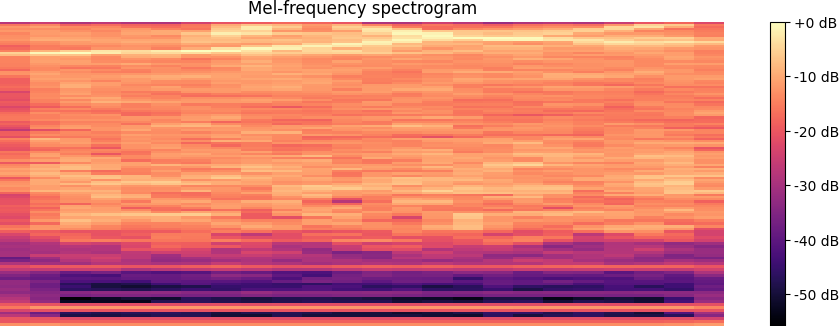 Mel-frequency spectrogram
+0 dB
-10 dB
-20 dB
-30 dB
-40 dB
-50 dB